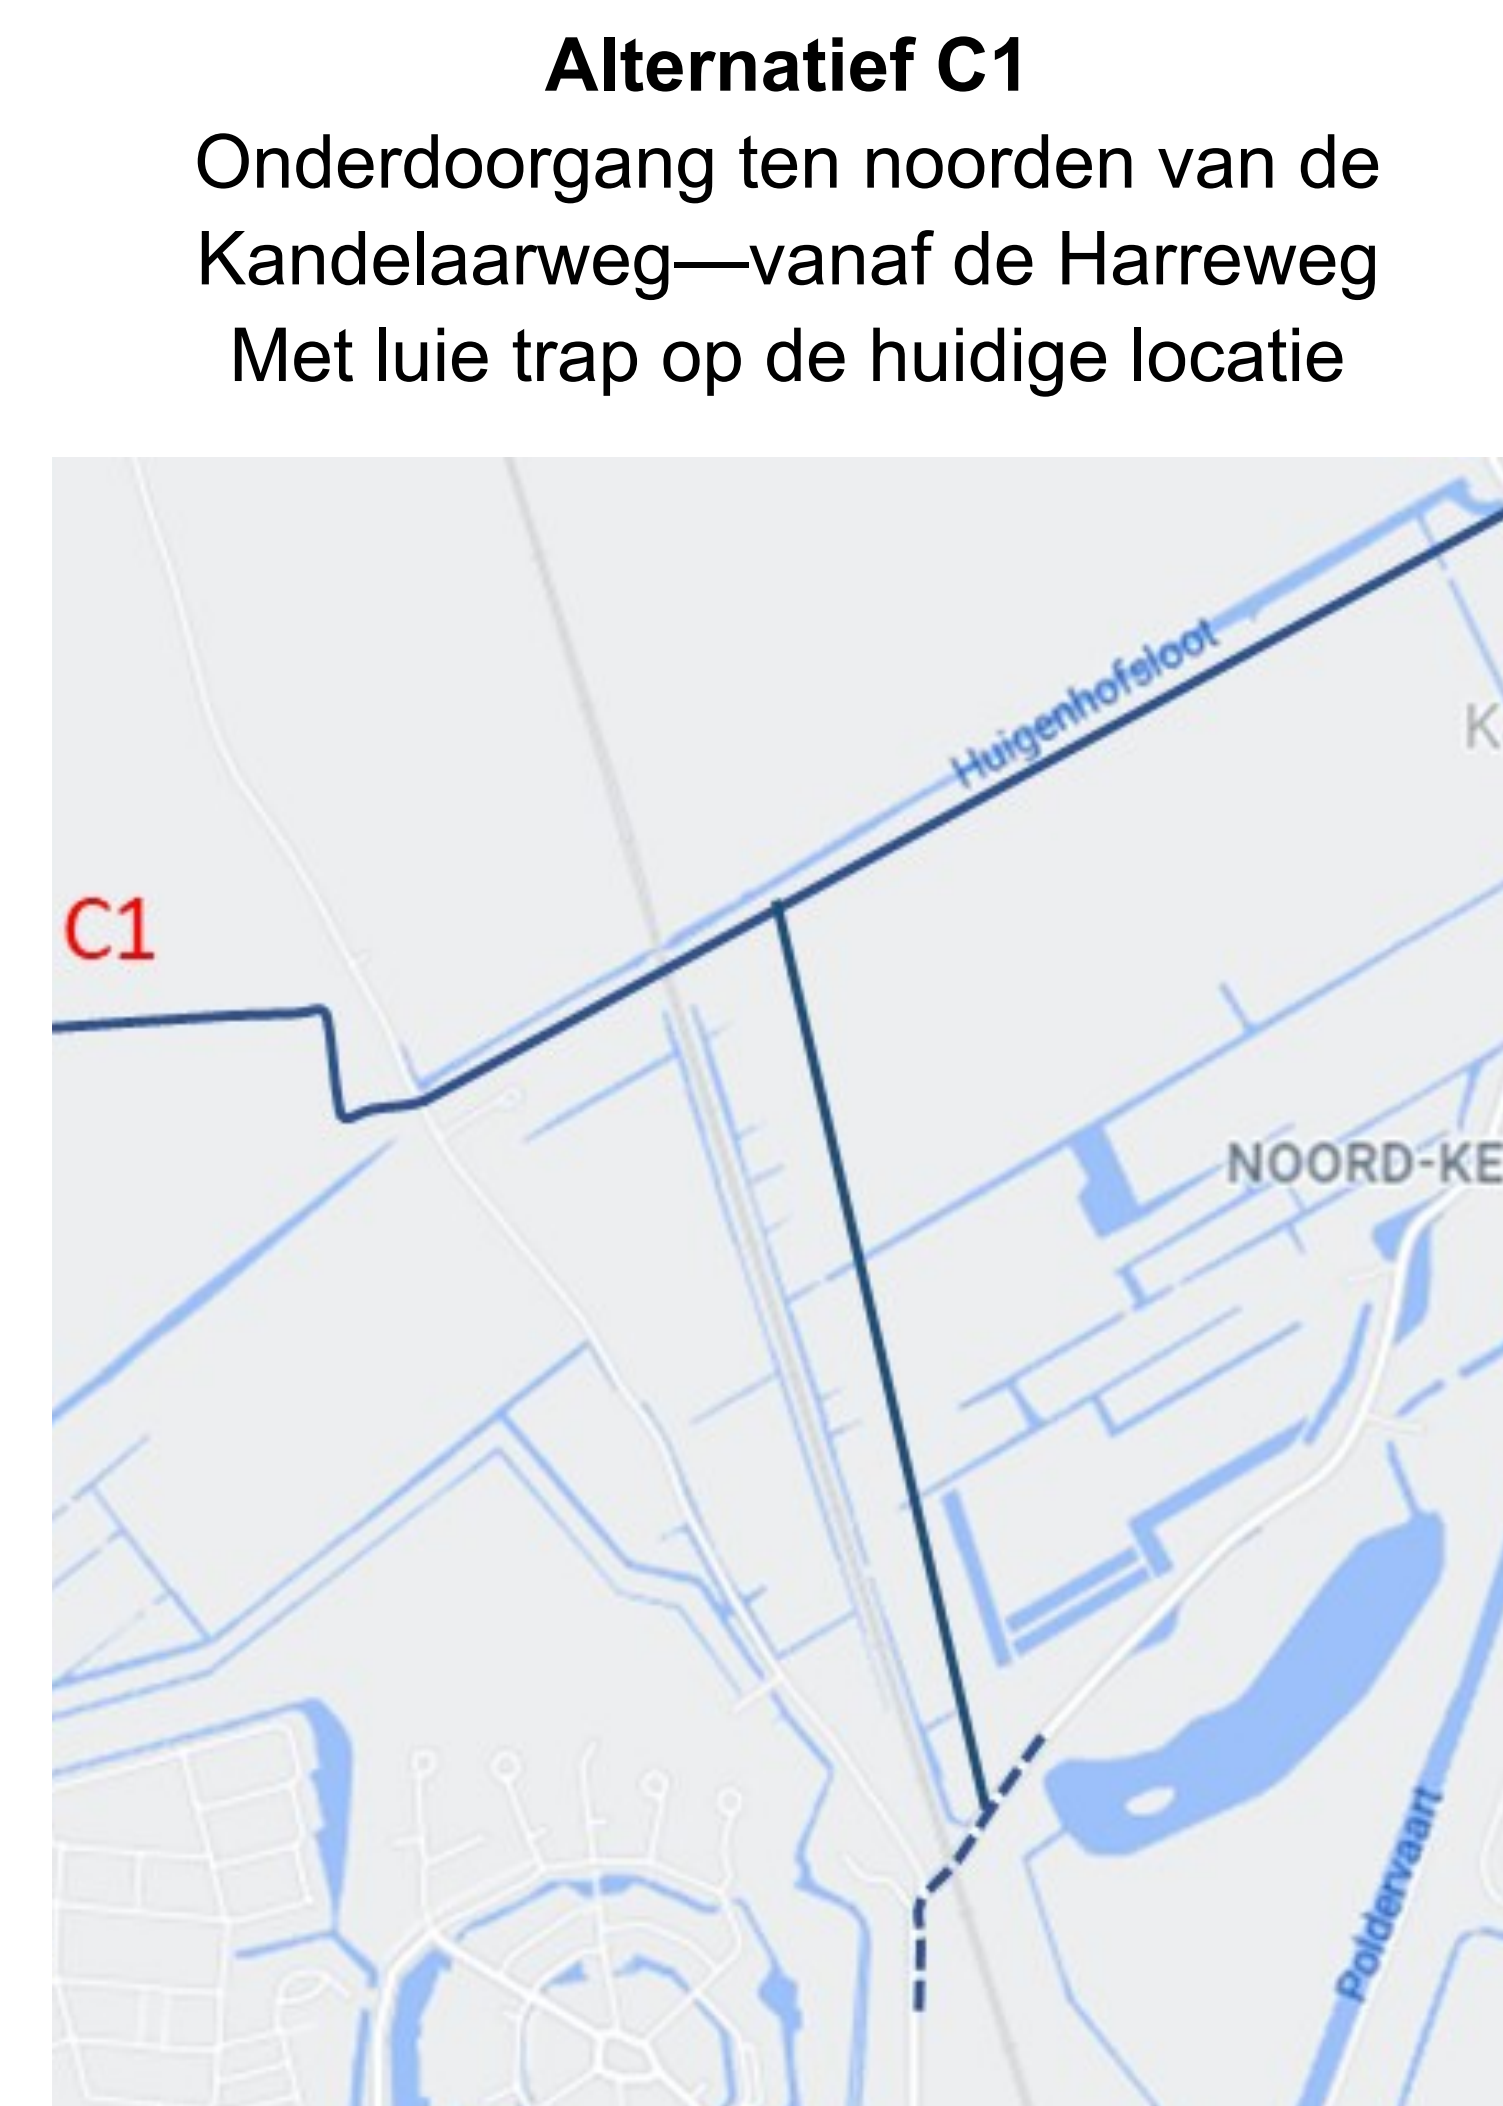 Alternatief C1
Onderdoorgang ten noorden van de
Kandelaarweg—vanaf de Harreweg
Met luie trap op de huidige locatie
Huigenhofsloot
K
C1
NOORD-KE
Poldervaart